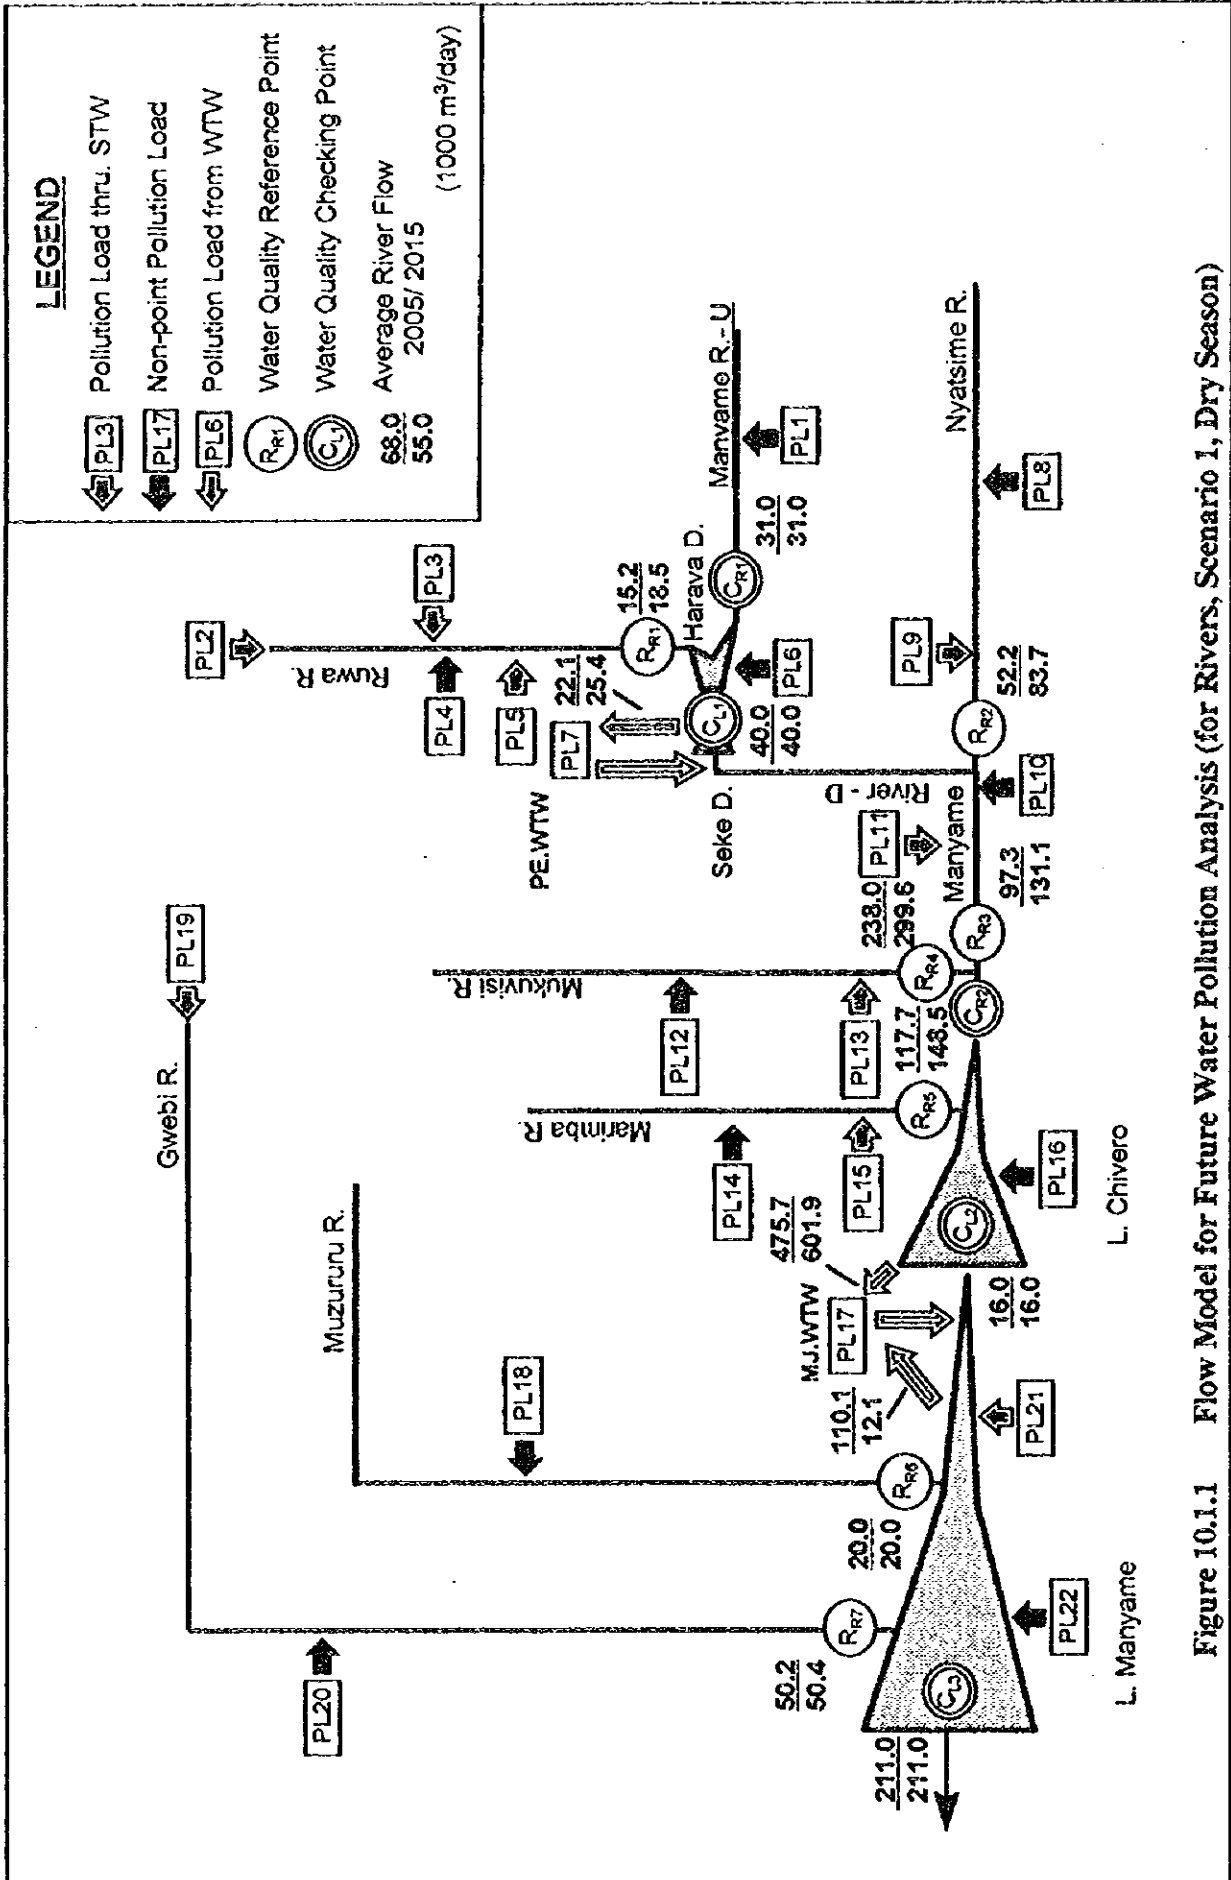 LEGEND
PL3 Pollution Load thru. STW
PL17 Non-point Pollution Load
PL6 Pollution Load from WTW
RR1 Water Quality Reference Point
CL1 Water Quality Checking Point
68.0 Average River Flow
55.0 2005/ 2015
(1000 m³/day)
Gwebi R.
PL19
PL20
Muzururu R.
PL18
PL2
Ruwa R.
PL3
PL4
PL5
PE.WTW
PL7
22.1
25.4
15.2
18.5
RR1
Harava D.
Manyame R.- U
CR1
PL1
31.0
31.0
CL1
PL6
Seke D.
40.0
40.0
River - D
Manyame
Nyatsime R.
PL8
PL9
RR2
52.2
83.7
PL10
PL11
97.3
131.1
RR3
Mukuvisi R.
PL12
PL13
238.0
299.6
RR4
CR2
Marimba R.
PL14
PL15
117.7
148.5
RR5
475.7
601.9
M.J.WTW
PL17
110.1
12.1
CL2
PL16
L. Chivero
16.0
16.0
PL21
RR6
20.0
20.0
RR7
50.2
50.4
CL3
PL22
L. Manyame
211.0
211.0
Figure 10.1.1 Flow Model for Future Water Pollution Analysis (for Rivers, Scenario 1, Dry Season)